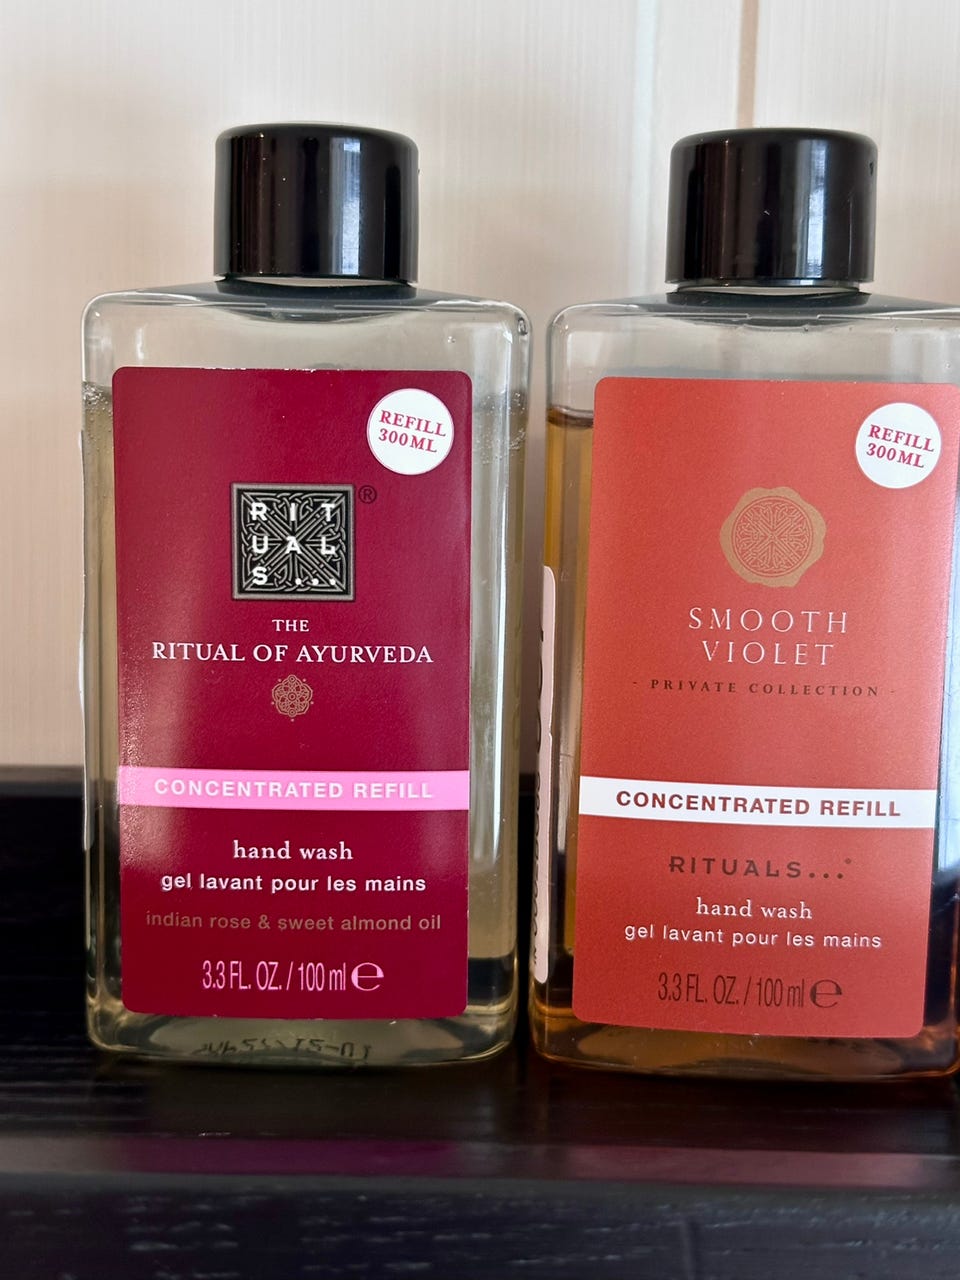 REFILL
300ML
RIT
UAL
S...
®
THE
RITUAL OF AYURVEDA
CONCENTRATED REFILL
hand wash
gel lavant pour les mains
indian rose & sweet almond oil
3.3 FL. OZ. / 100 ml e
REFILL
300ML
SMOOTH
VIOLET
- PRIVATE COLLECTION -
CONCENTRATED REFILL
RITUALS...
hand wash
gel lavant pour les mains
3.3 FL. OZ. / 100 ml e